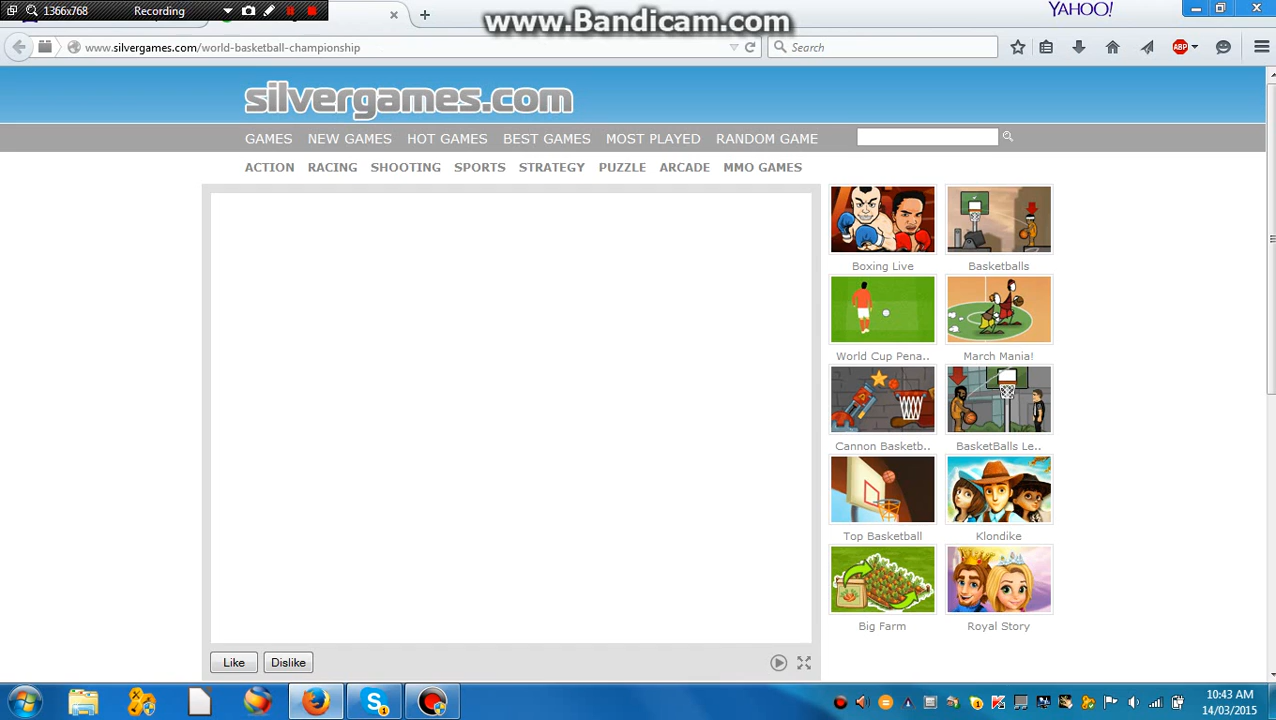 1366x768 Recording
www.Bandicam.com
YAHOO!
www.silvergames.com/world-basketball-championship
Search
ABP
silvergames.com
GAMES NEW GAMES HOT GAMES BEST GAMES MOST PLAYED RANDOM GAME
ACTION RACING SHOOTING SPORTS STRATEGY PUZZLE ARCADE MMO GAMES
Boxing Live Basketballs
World Cup Pena.. March Mania!
Cannon Basketb.. BasketBalls Le..
Top Basketball Klondike
Big Farm Royal Story
Like Dislike
10:43 AM
14/03/2015